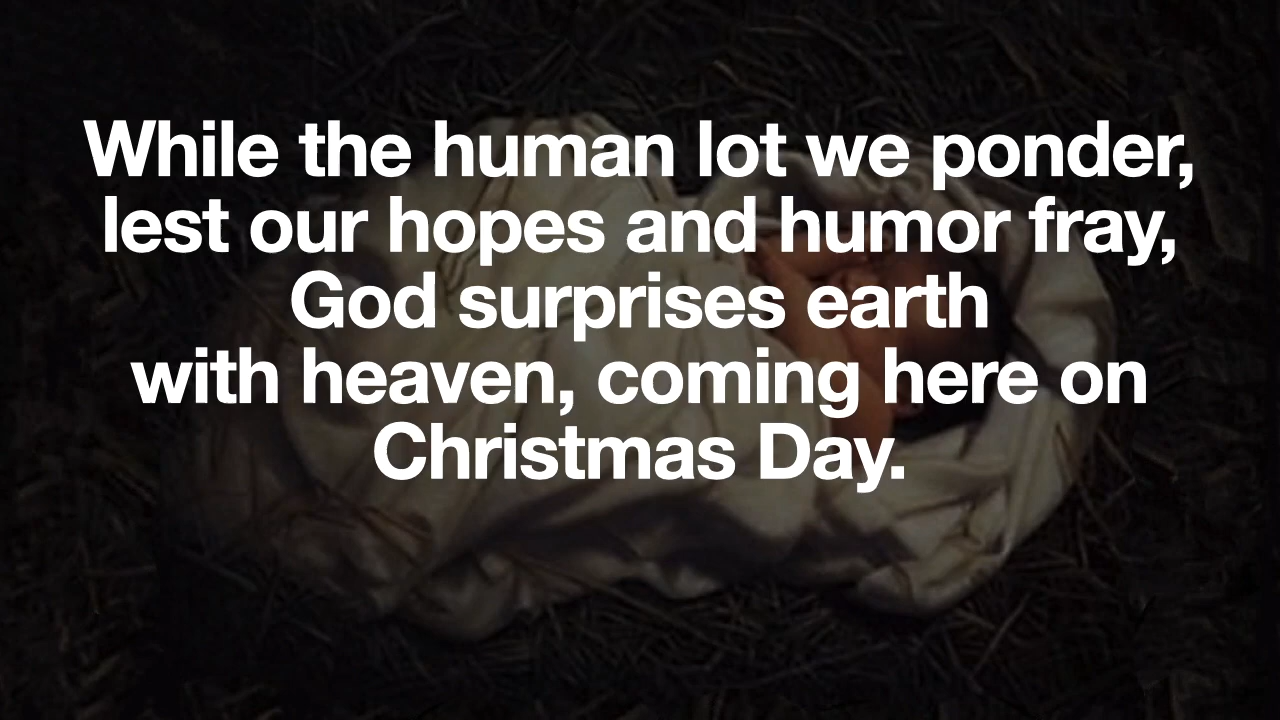 While the human lot we ponder,
lest our hopes and humor fray,
God surprises earth
with heaven, coming here on
Christmas Day.